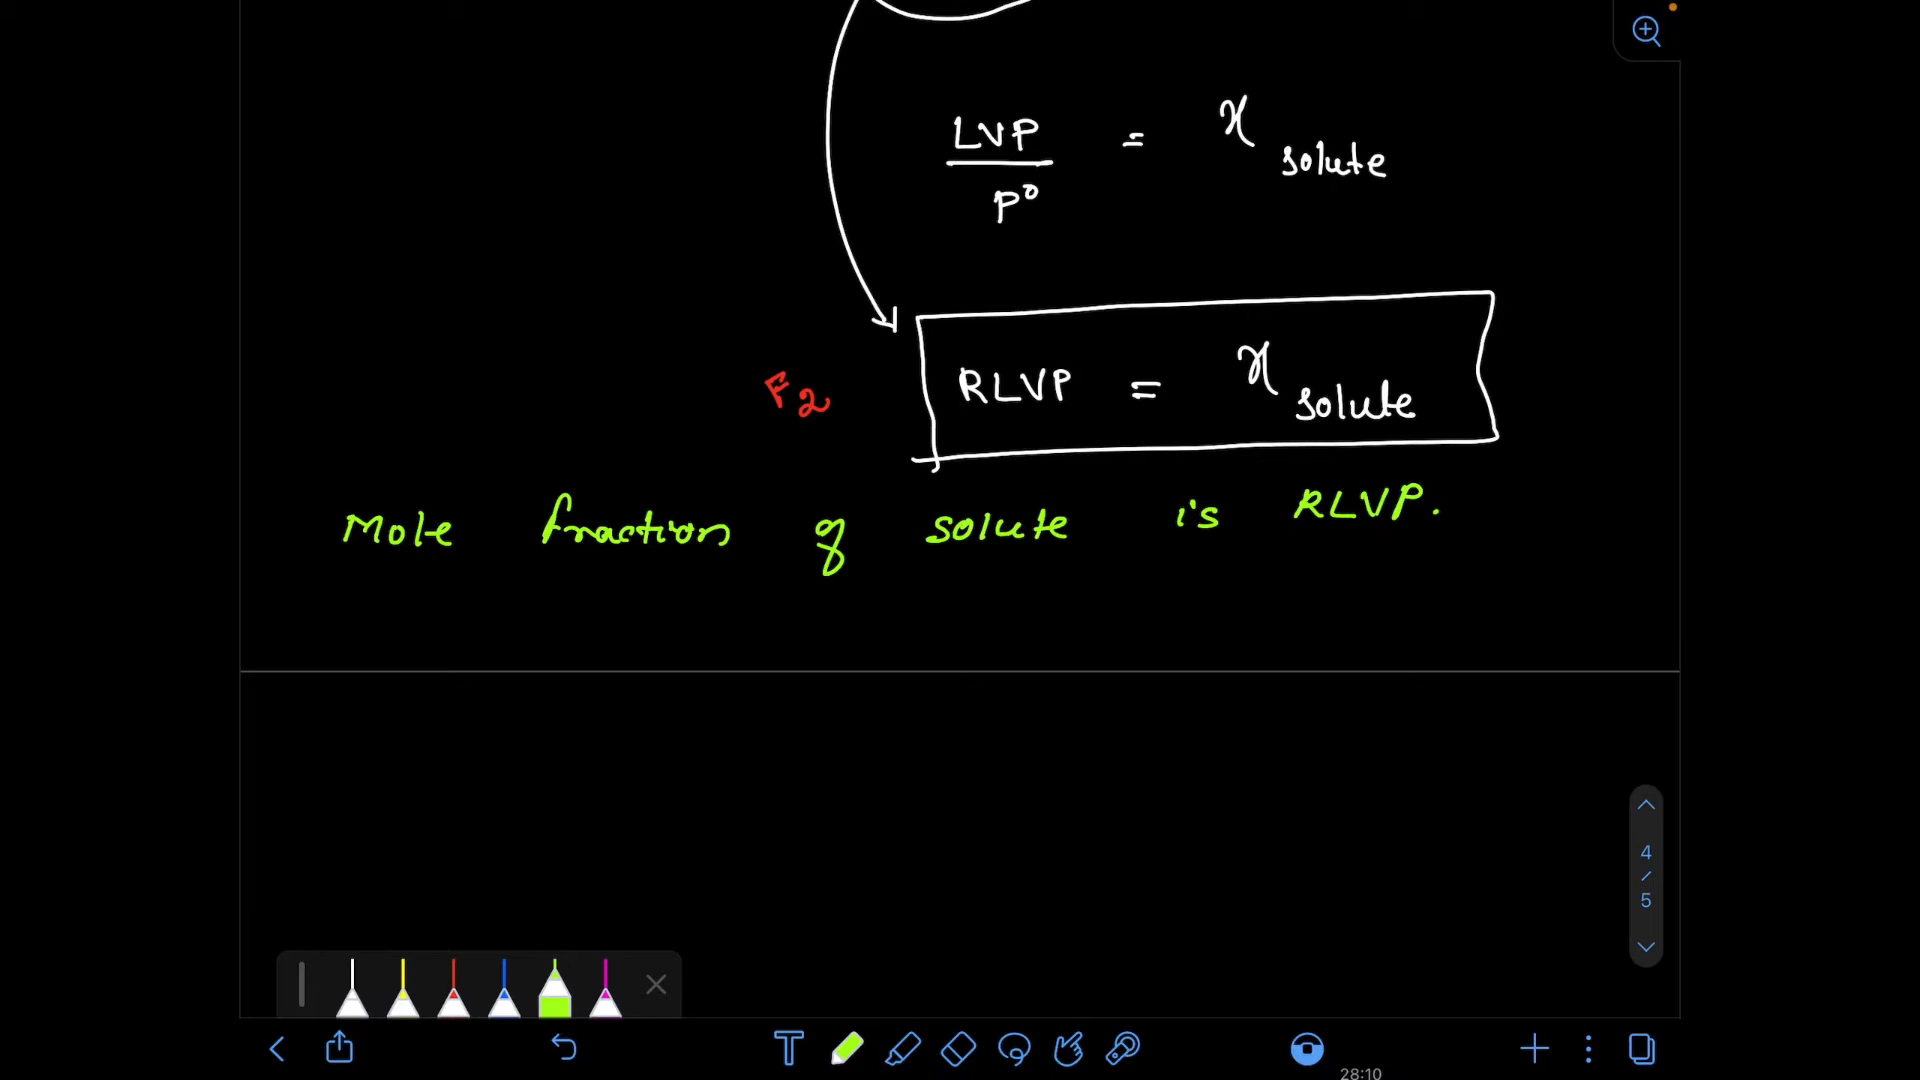 LVP / P° = x solute
F2 RLVP = x solute
Mole fraction of solute is RLVP.
4
/
5
T
28:10